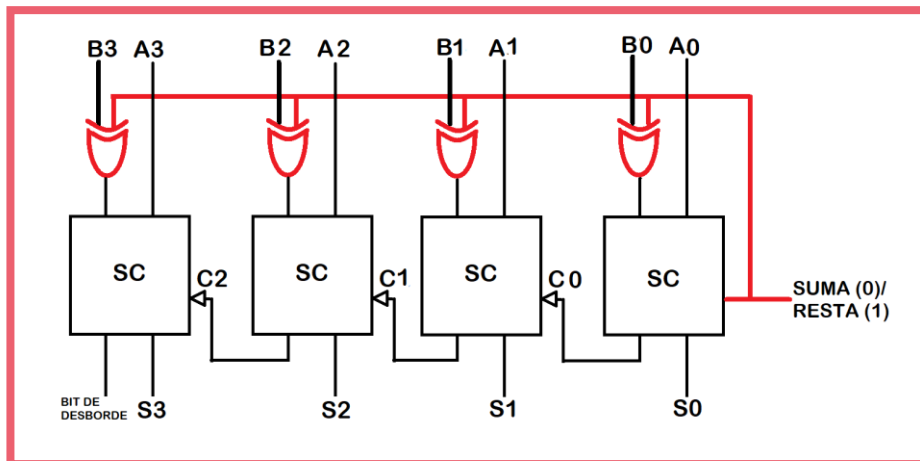 B3 A3 B2 A2 B1 A1 B0 A0
SC C2 SC C1 SC C0 SC
SUMA (0)/
RESTA (1)
BIT DE
DESBORDE
S3 S2 S1 S0